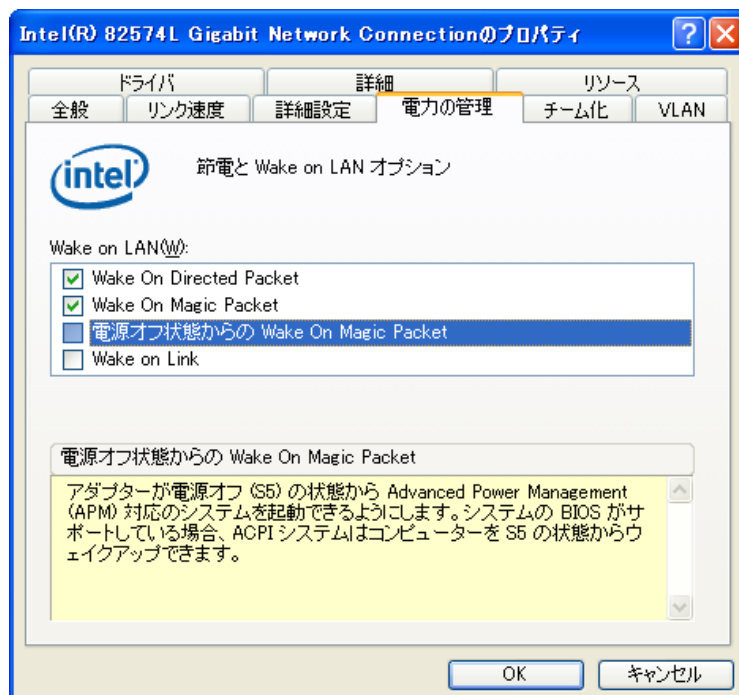 Intel(R) 82574L Gigabit Network Connectionのプロパティ
ドライバ 詳細 リソース
全般 リンク速度 詳細設定 電力の管理 チーム化 VLAN
intel
節電と Wake on LAN オプション
Wake on LAN(W):
Wake On Directed Packet
Wake On Magic Packet
電源オフ状態からの Wake On Magic Packet
Wake on Link
電源オフ状態からの Wake On Magic Packet
アダプターが電源オフ (S5) の状態から Advanced Power Management
(APM) 対応のシステムを起動できるようにします。システムの BIOS がサ
ポートしている場合、ACPI システムはコンピューターを S5 の状態からウ
ェイクアップできます。
OK キャンセル